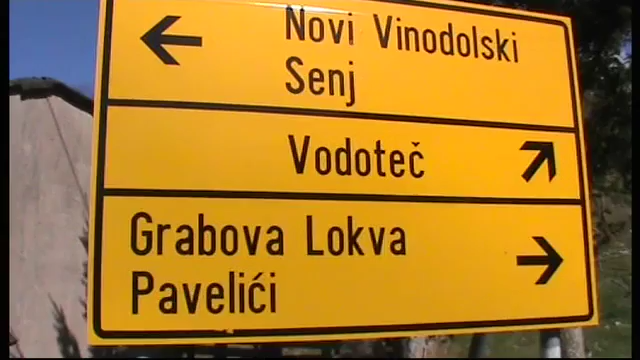 Novi Vinodolski
Senj
Vodoteč
Grabova Lokva
Pavelići